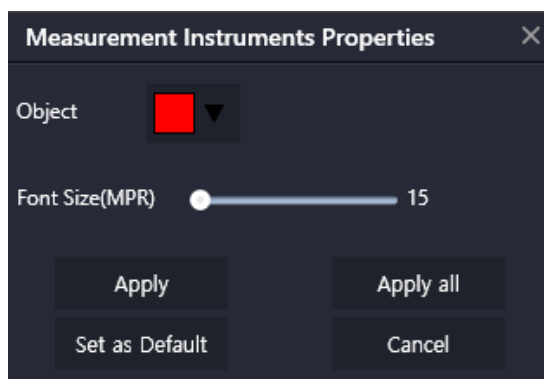 Measurement Instruments Properties
Object
Font Size(MPR) 15
Apply Apply all
Set as Default Cancel